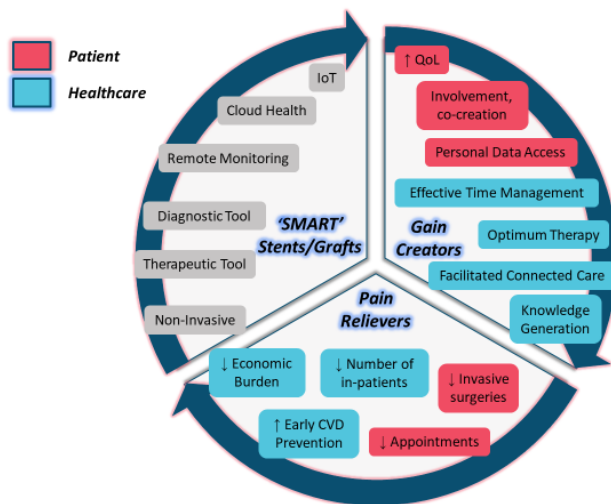 Patient
Healthcare
IoT
Cloud Health
Remote Monitoring
Diagnostic Tool
Therapeutic Tool
Non-Invasive
‘SMART’
Stents/Grafts
↑ QoL
Involvement,
co-creation
Personal Data Access
Effective Time Management
Optimum Therapy
Facilitated Connected Care
Knowledge
Generation
Gain
Creators
Pain
Relievers
↓ Economic
Burden
↓ Number of
in-patients
↓ Invasive
surgeries
↑ Early CVD
Prevention
↓ Appointments